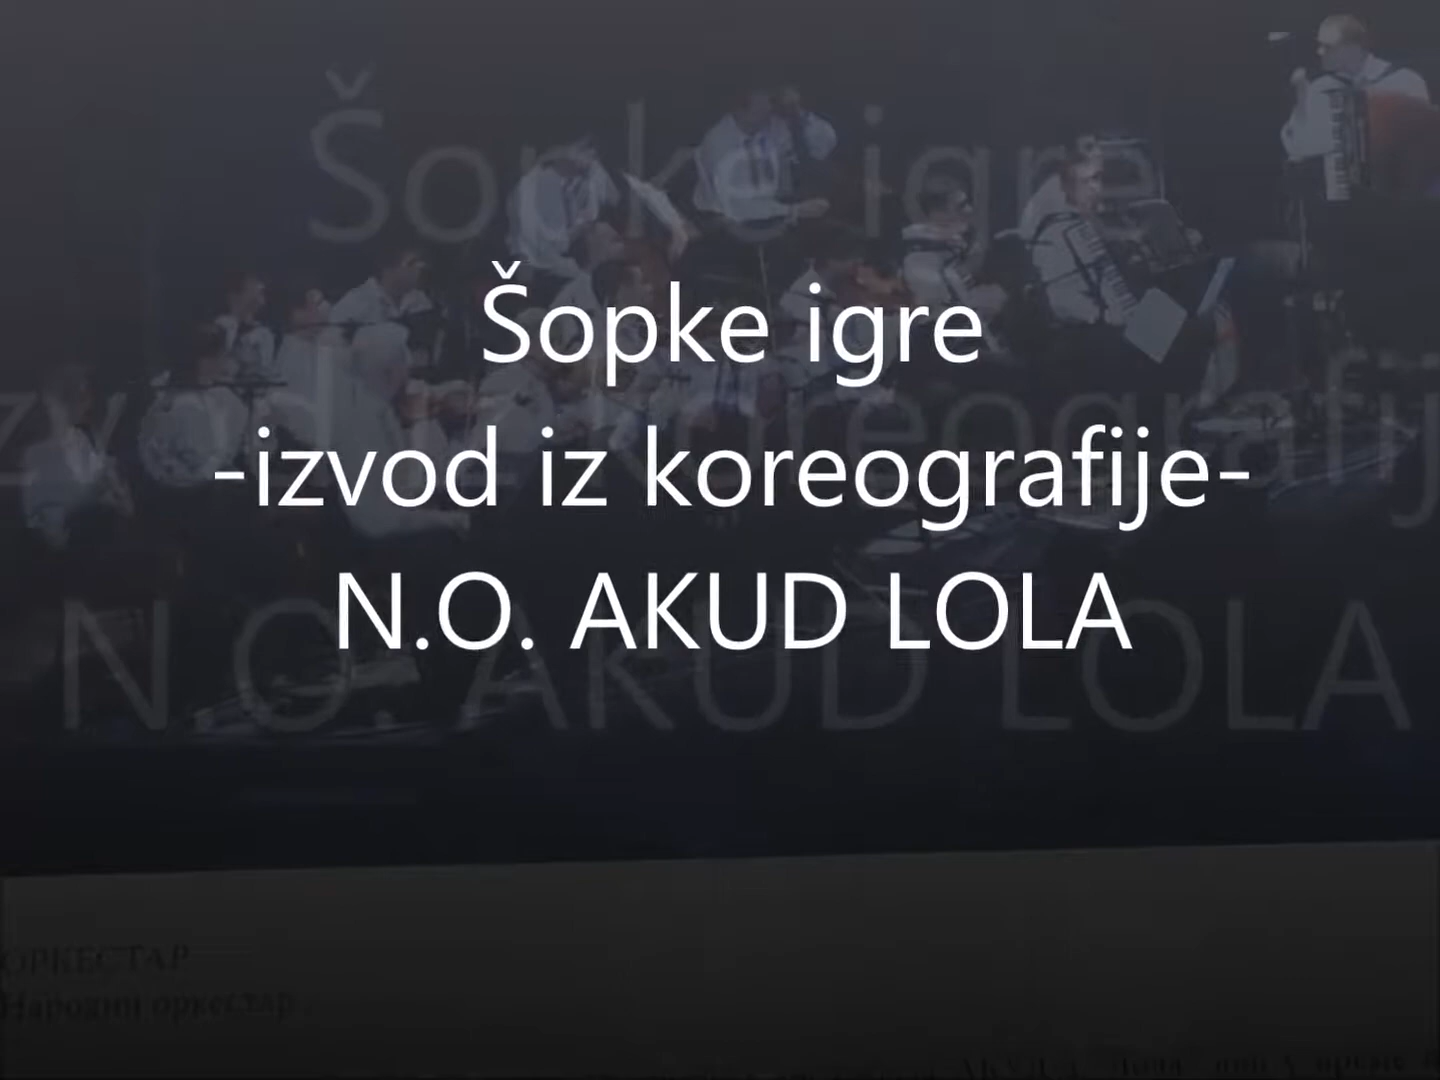 Šopke igre
-izvod iz koreografije-
N.O. AKUD LOLA
ОРКЕСТАР
Народни оркестар